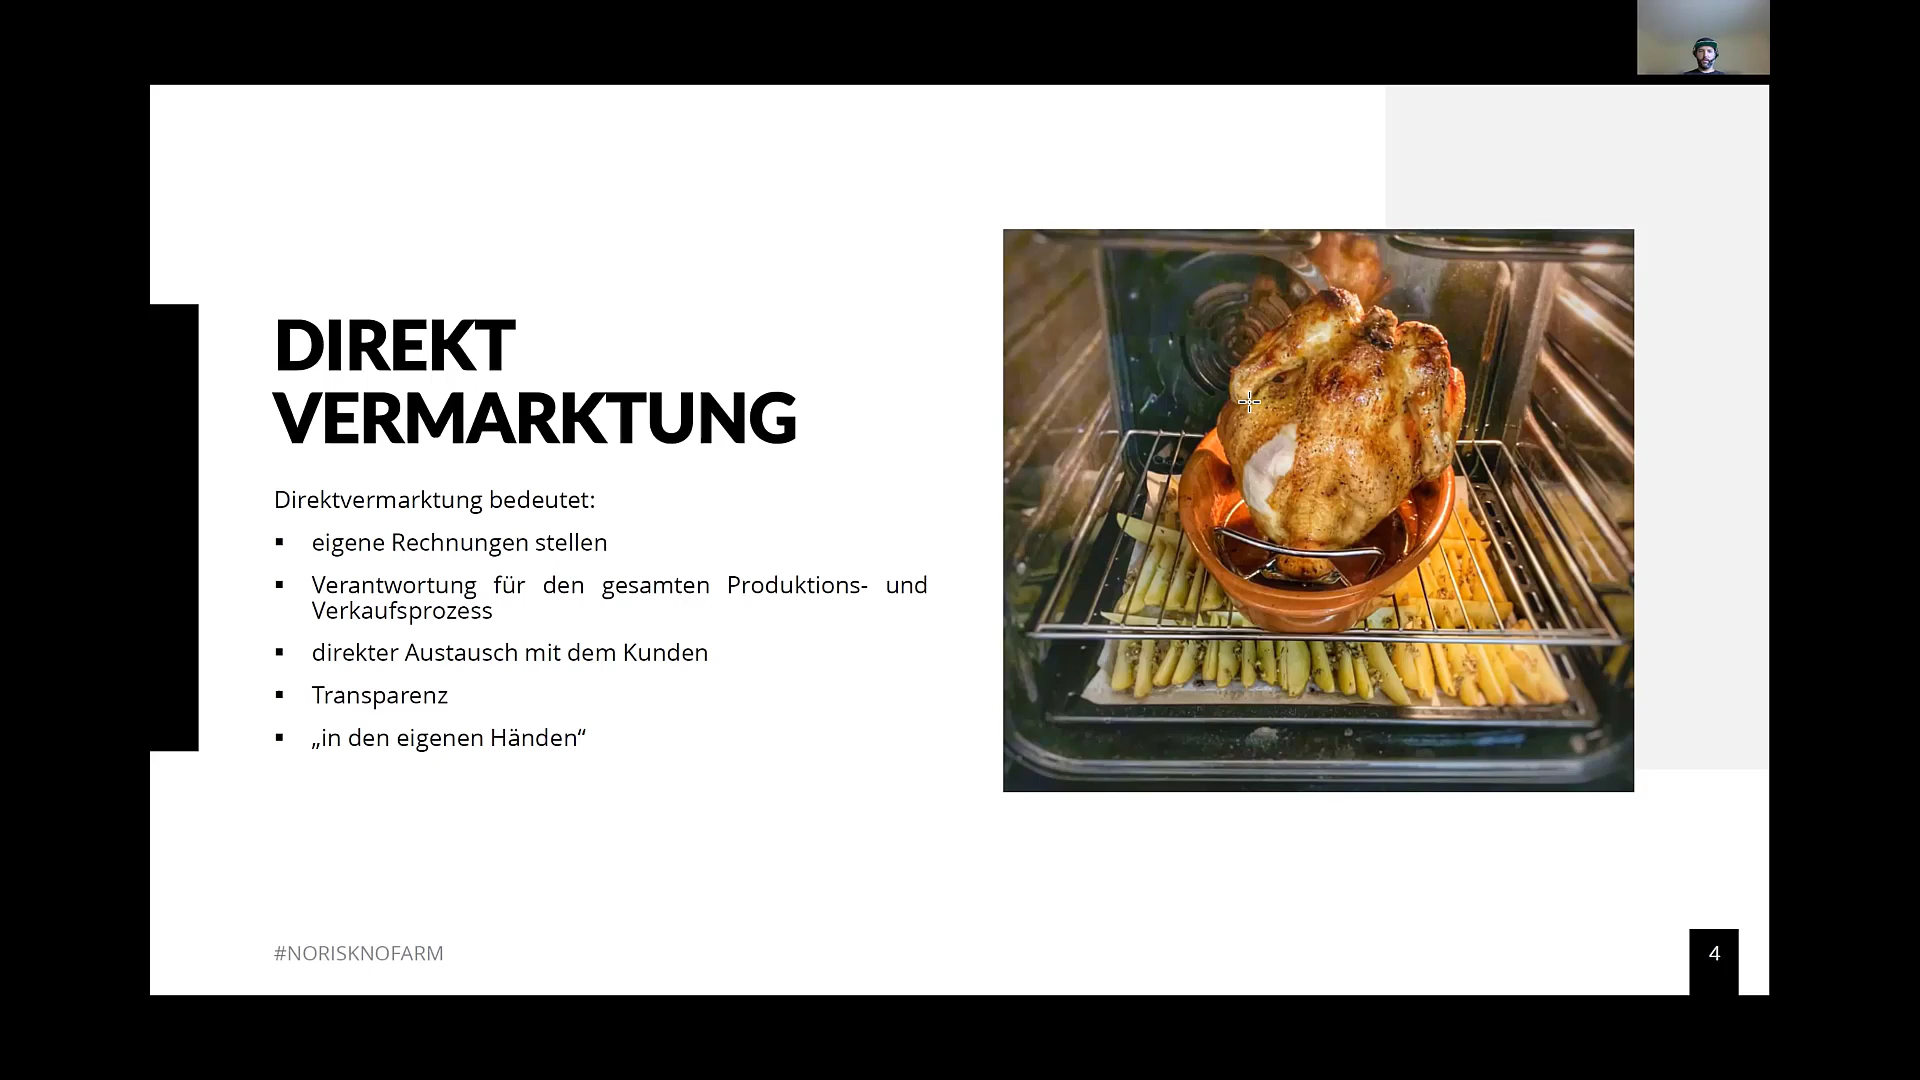 DIREKT
VERMARKTUNG
Direktvermarktung bedeutet:
▪ eigene Rechnungen stellen
▪ Verantwortung für den gesamten Produktions- und
Verkaufsprozess
▪ direkter Austausch mit dem Kunden
▪ Transparenz
▪ „in den eigenen Händen“
#NORISKNOFARM
4